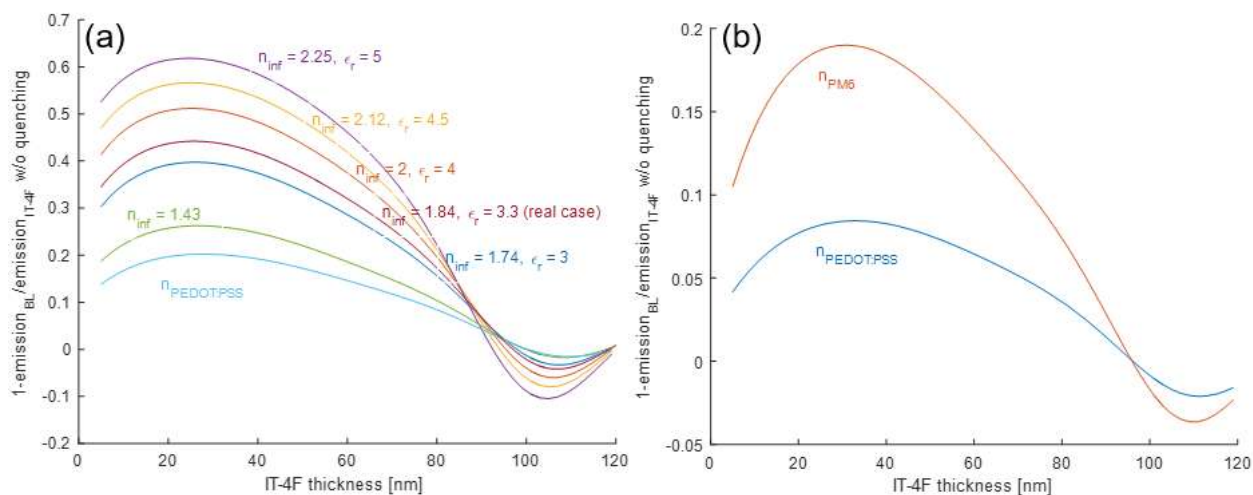 (a)
1-emission_BL/emission_IT-4F w/o quenching
0.7
0.6
0.5
0.4
0.3
0.2
0.1
0
-0.1
-0.2
n_inf = 2.25, ϵ_r = 5
n_inf = 2.12, ϵ_r = 4.5
n_inf = 2, ϵ_r = 4
n_inf = 1.84, ϵ_r = 3.3 (real case)
n_inf = 1.43
n_inf = 1.74, ϵ_r = 3
n_PEDOT:PSS
0 20 40 60 80 100 120
IT-4F thickness [nm]
(b)
1-emission_BL/emission_IT-4F w/o quenching
0.2
0.15
0.1
0.05
0
-0.05
n_PM6
n_PEDOT:PSS
0 20 40 60 80 100 120
IT-4F thickness [nm]